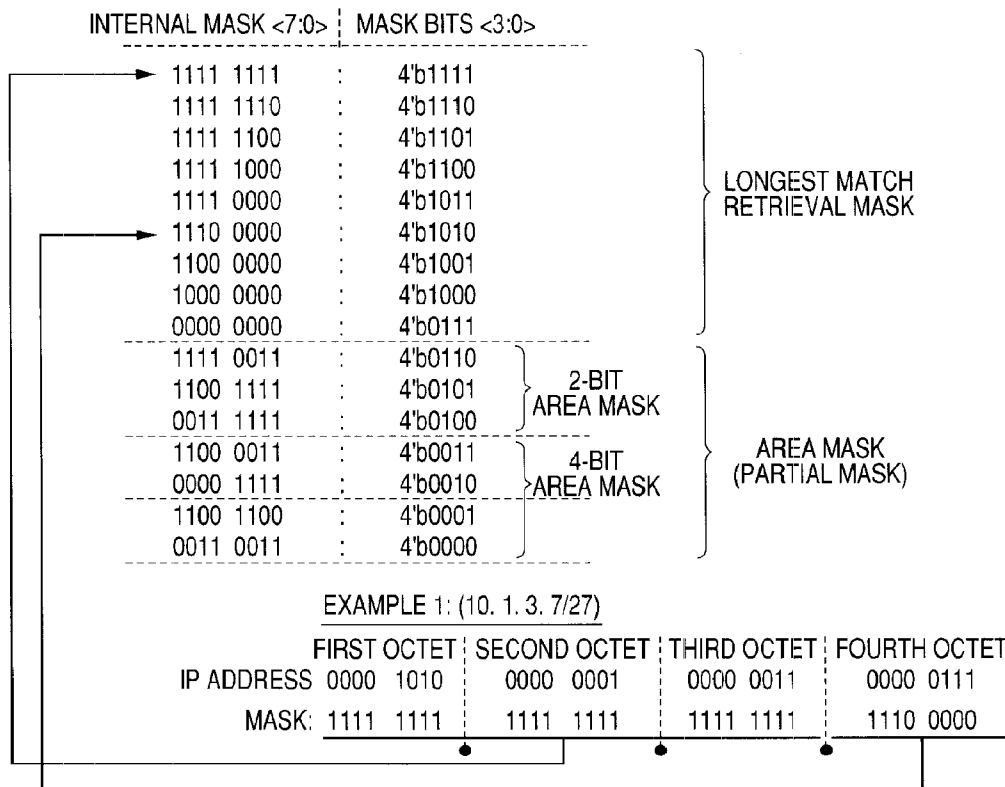 INTERNAL MASK <7:0> MASK BITS <3:0>
1111 1111 : 4'b1111
1111 1110 : 4'b1110
1111 1100 : 4'b1101
1111 1000 : 4'b1100
1111 0000 : 4'b1011
1110 0000 : 4'b1010
1100 0000 : 4'b1001
1000 0000 : 4'b1000
0000 0000 : 4'b0111
LONGEST MATCH
RETRIEVAL MASK
1111 0011 : 4'b0110
1100 1111 : 4'b0101
0011 1111 : 4'b0100
2-BIT
AREA MASK
1100 0011 : 4'b0011
0000 1111 : 4'b0010
1100 1100 : 4'b0001
0011 0011 : 4'b0000
4-BIT
AREA MASK
AREA MASK
(PARTIAL MASK)
EXAMPLE 1: (10. 1. 3. 7/27)
FIRST OCTET SECOND OCTET THIRD OCTET FOURTH OCTET
IP ADDRESS 0000 1010 0000 0001 0000 0011 0000 0111
MASK: 1111 1111 1111 1111 1111 1111 1110 0000